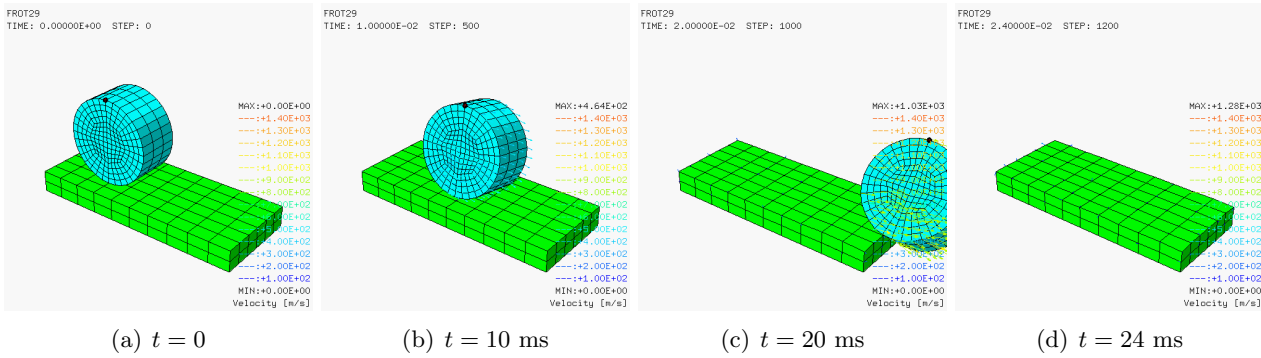 FROT29
TIME: 0.00000E+00 STEP: 0
MAX:+0.00E+00
---:+1.40E+03
---:+1.30E+03
---:+1.20E+03
---:+1.10E+03
---:+1.00E+03
---:+9.00E+02
---:+8.00E+02
---:+4.00E+02
---:+3.00E+02
---:+2.00E+02
---:+1.00E+02
MIN:+0.00E+00
Velocity [m/s]
(a) t = 0
FROT29
TIME: 1.00000E-02 STEP: 500
MAX:+4.64E+02
---:+1.40E+03
---:+1.30E+03
---:+1.20E+03
---:+1.10E+03
---:+1.00E+03
---:+9.00E+02
---:+8.00E+02
---:+4.00E+02
---:+3.00E+02
---:+2.00E+02
---:+1.00E+02
MIN:+0.00E+00
Velocity [m/s]
(b) t = 10 ms
FROT29
TIME: 2.00000E-02 STEP: 1000
MAX:+1.03E+03
---:+1.40E+03
---:+1.30E+03
---:+2.00E+02
---:+1.00E+02
MIN:+0.00E+00
Velocity [m/s]
(c) t = 20 ms
FROT29
TIME: 2.40000E-02 STEP: 1200
MAX:+1.28E+03
---:+1.40E+03
---:+1.30E+03
---:+1.20E+03
---:+1.10E+03
---:+1.00E+03
---:+9.00E+02
---:+8.00E+02
---:+4.00E+02
---:+3.00E+02
---:+2.00E+02
---:+1.00E+02
MIN:+0.00E+00
Velocity [m/s]
(d) t = 24 ms